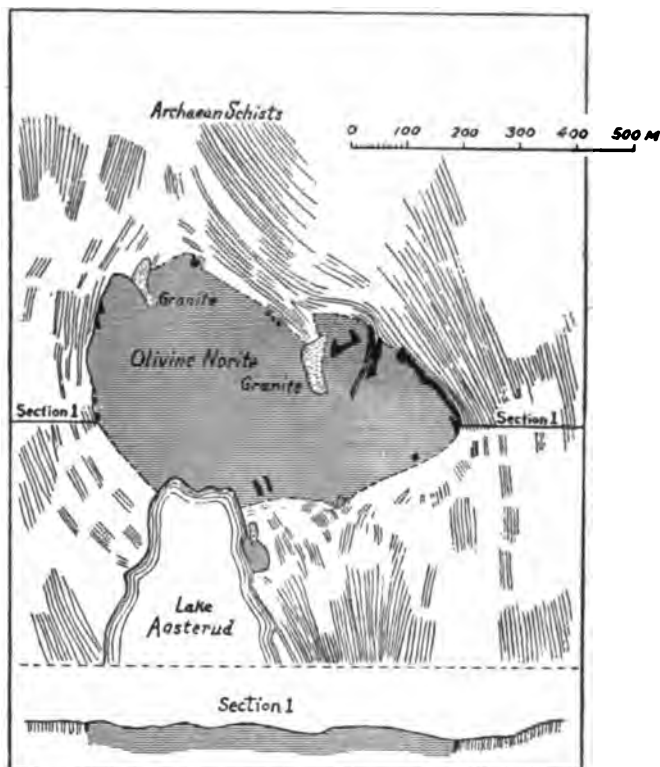 Archaean Schists
0 100 200 300 400 500 M
Granite
Olivine Norite
Granite
Section 1
Section 1
Lake
Aasterud
Section 1